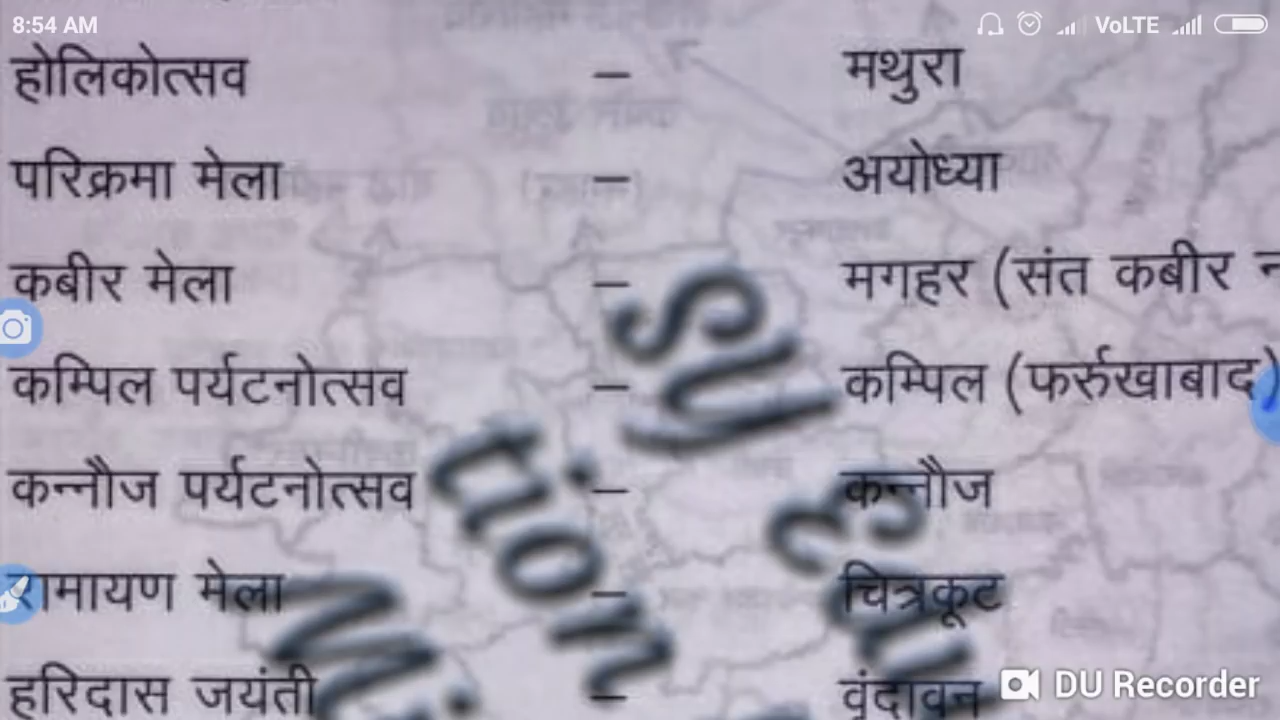 8:54 AM VoLTE
होलिकोत्सव – मथुरा
परिक्रमा मेला – अयोध्या
कबीर मेला – मगहर (संत कबीर
कम्पिल पर्यटनोत्सव – कम्पिल (फर्रुखाबाद)
कन्नौज पर्यटनोत्सव – कन्नौज
रामायण मेला – चित्रकूट
हरिदास जयंती – वृंदावन
DU Recorder